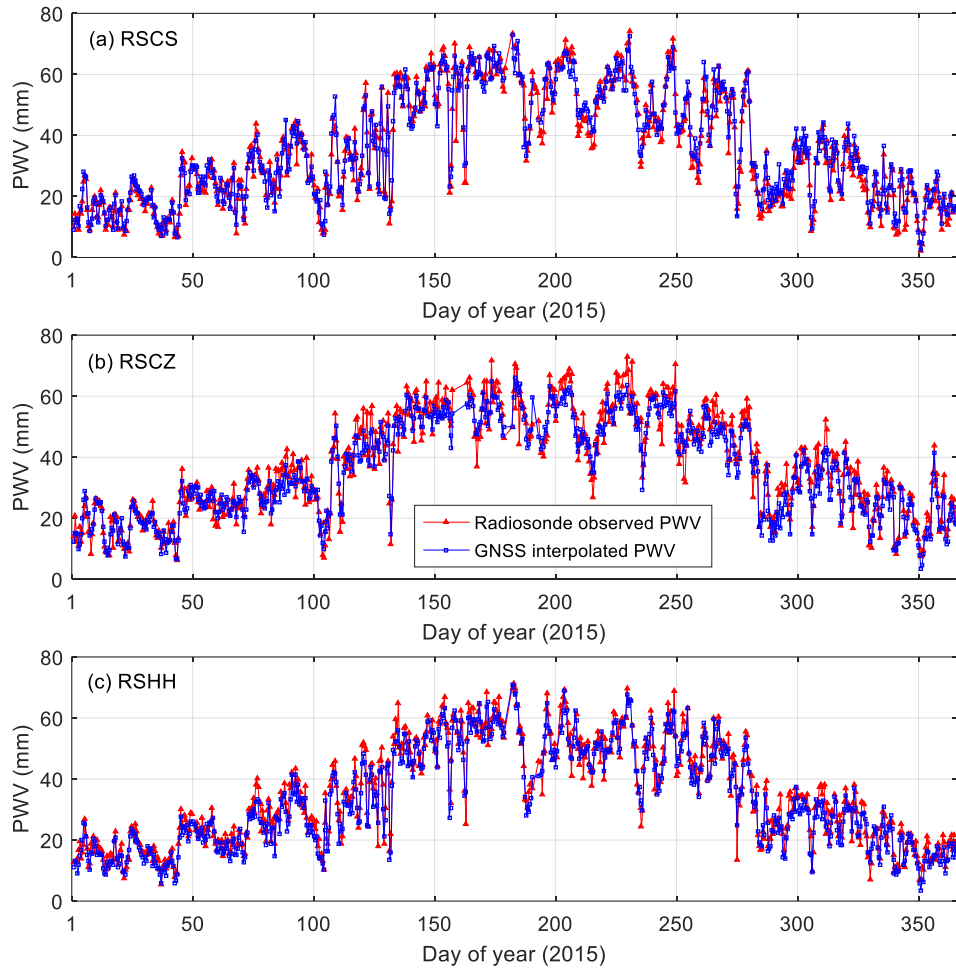 80
60
40
20
0
PWV (mm)
(a) RSCS
1 50 100 150 200 250 300 350
Day of year (2015)
80
60
40
20
0
PWV (mm)
(b) RSCZ
Radiosonde observed PWV
GNSS interpolated PWV
1 50 100 150 200 250 300 350
Day of year (2015)
80
60
40
20
0
PWV (mm)
(c) RSHH
1 50 100 150 200 250 300 350
Day of year (2015)